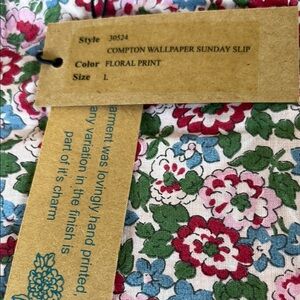 Style 30524
COMPTON WALLPAPER SUNDAY SLIP
Color FLORAL PRINT
Size L
arment was lovingly hand printed
any variation in the finish is
part of it's charm